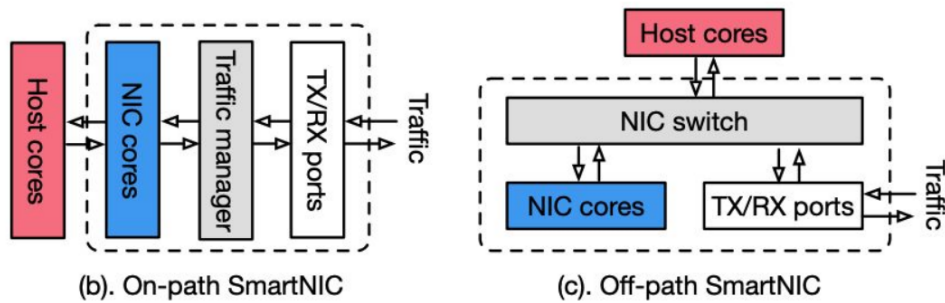 Host cores
NIC cores
Traffic manager
TX/RX ports
Traffic
(b). On-path SmartNIC
Host cores
NIC switch
NIC cores
TX/RX ports
Traffic
(c). Off-path SmartNIC